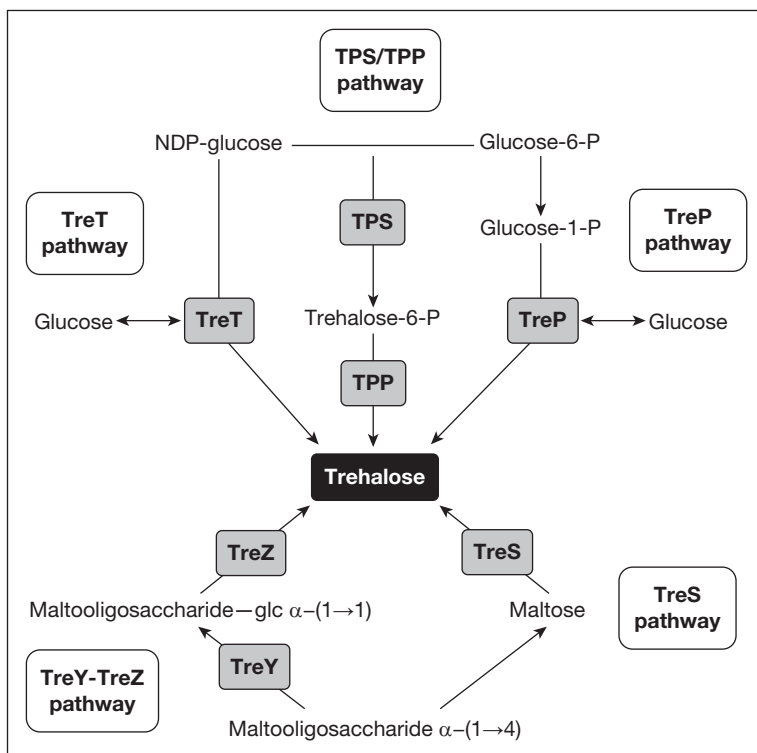 TPS/TPP
pathway
NDP-glucose
Glucose-6-P
TreT
pathway
TPS
Glucose-1-P
TreP
pathway
Glucose
TreT
Trehalose-6-P
TreP
Glucose
TPP
Trehalose
TreZ
TreS
Maltooligosaccharide—glc α–(1→1)
Maltose
TreS
pathway
TreY-TreZ
pathway
TreY
Maltooligosaccharide α–(1→4)